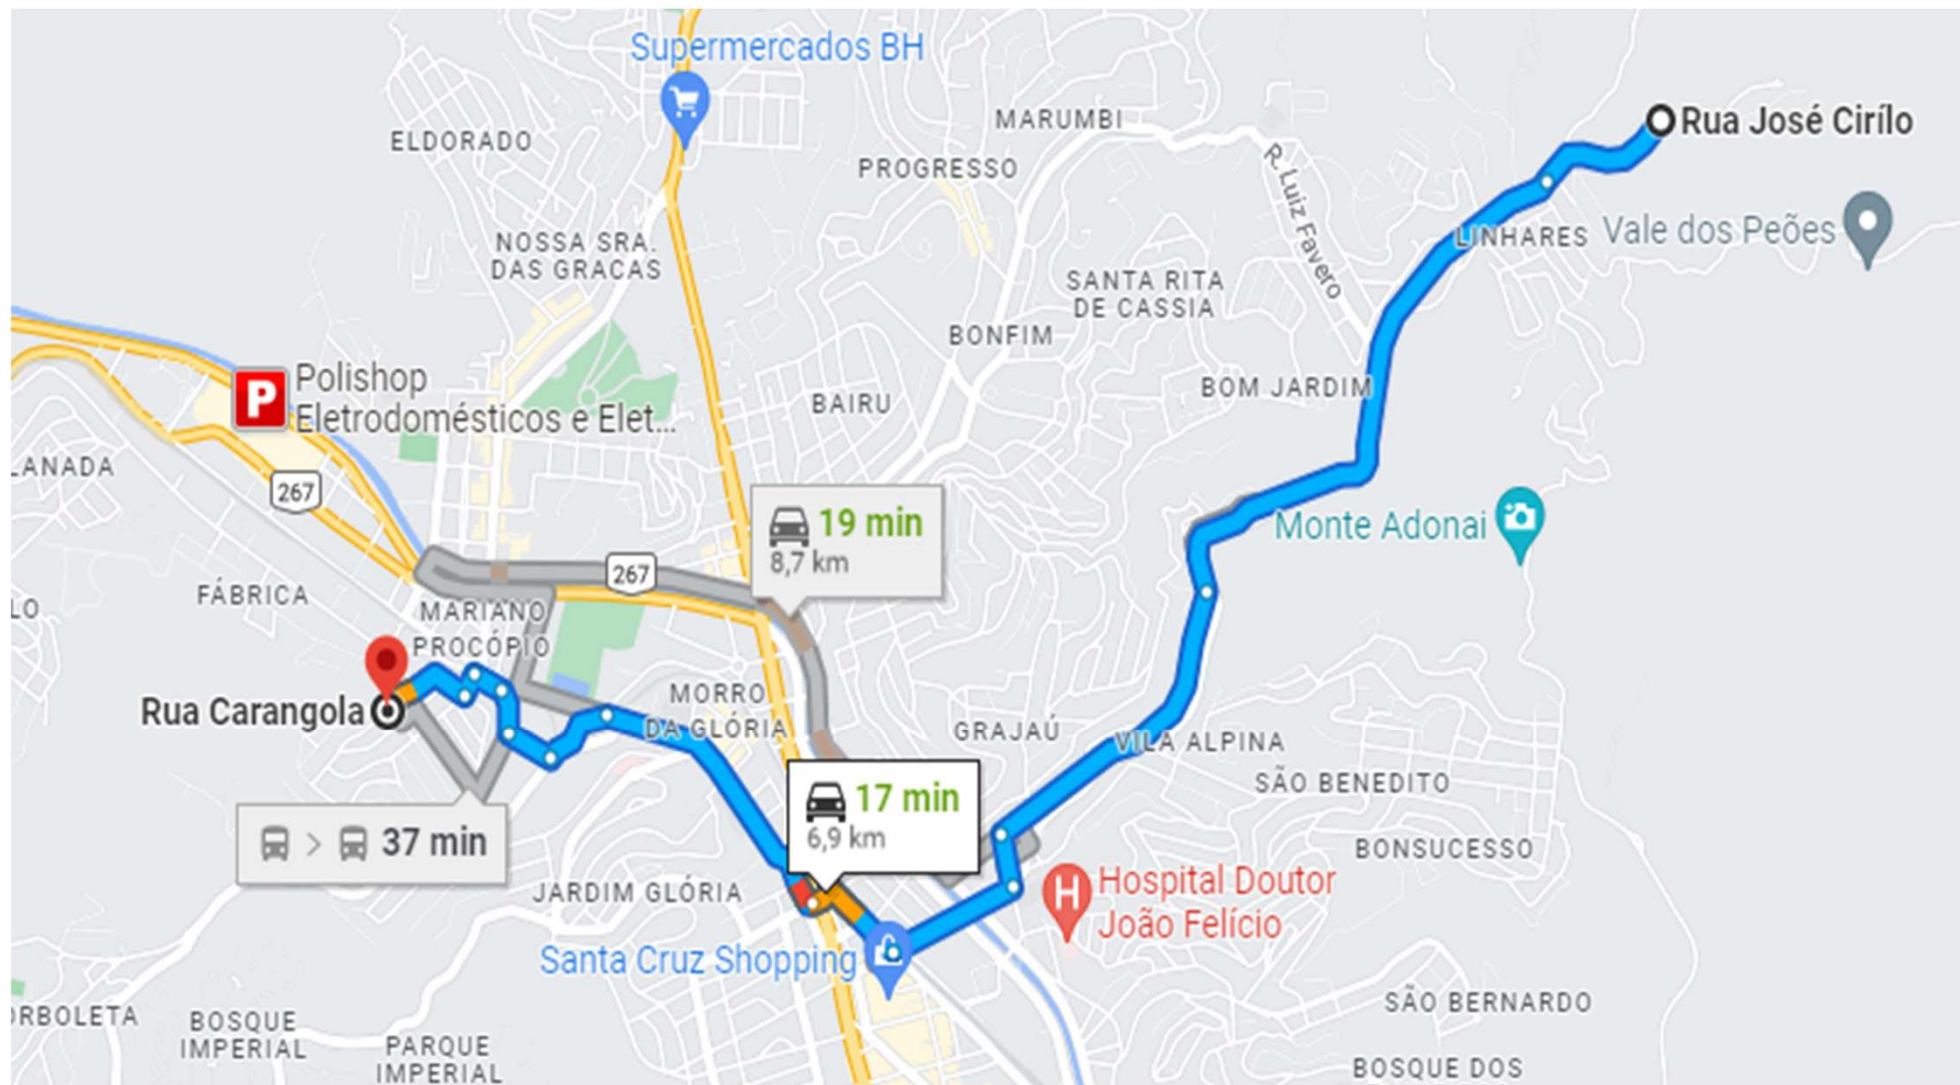 Supermercados BH
MARUMBI
Rua José Cirílo
ELDORADO
PROGRESSO
R. Luiz Favero
NOSSA SRA.
DAS GRACAS
LINHARES
Vale dos Peões
SANTA RITA
DE CASSIA
BONFIM
Polishop
Eletrodomésticos e Elet...
BAIRU
BOM JARDIM
LANADA
267
19 min
8,7 km
Monte Adonai
267
FÁBRICA
LO
MARIANO
PROCÓPIO
Rua Carangola
MORRO
DA GLÓRIA
GRAJAÚ
VILA ALPINA
SÃO BENEDITO
17 min
6,9 km
37 min
BONSUCESSO
JARDIM GLÓRIA
Hospital Doutor
João Felício
Santa Cruz Shopping
SÃO BERNARDO
ORBOLETA
BOSQUE
IMPERIAL
PARQUE
IMPERIAL
BOSQUE DOS